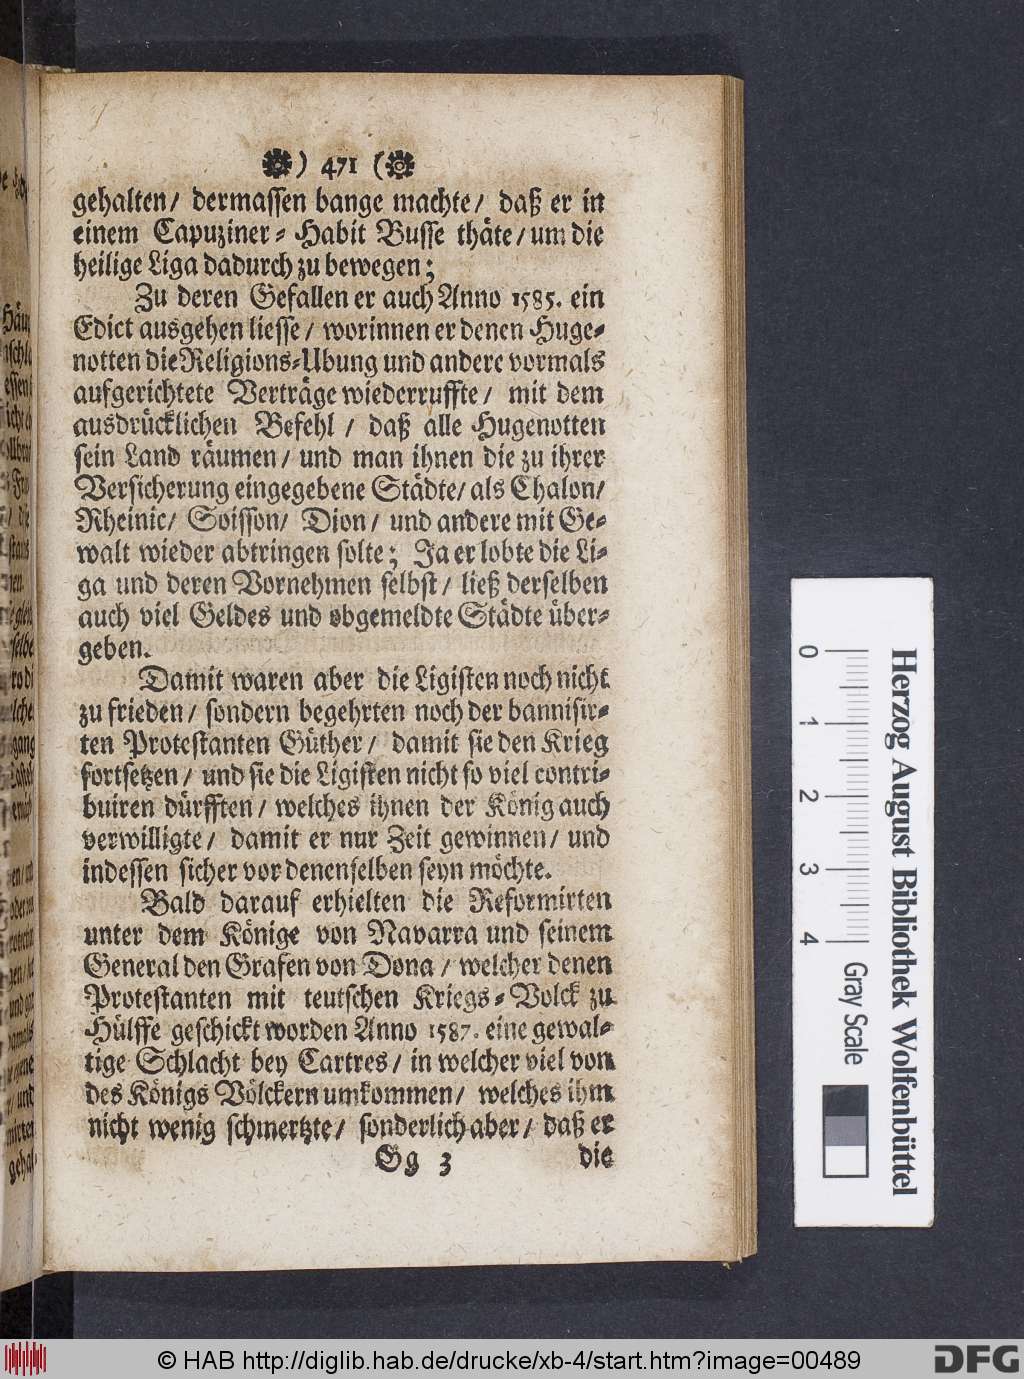 ) 471 (
gehalten/ dermassen bange machte/ daß er in
einem Capuziner-Habit Busse thäte/ um die
heilige Liga dadurch zu bewegen;
Zu deren Gefallen er auch Anno 1585. ein
Edict ausgehen liesse/ worinnen er denen Huge-
notten die Religions-Ubung und andere vormals
aufgerichtete Verträge wiederruffte/ mit dem
ausdrücklichen Befehl/ daß alle Hugenotten
sein Land räumen/ und man ihnen die zu ihrer
Versicherung eingegebene Städte/ als Chalon/
Rheinic/ Soisson/ Dion/ und andere mit Ge-
walt wieder abtringen solte; Ja er lobte die Li-
ga und deren Vornehmen selbst/ ließ derselben
auch viel Geldes und obgemeldte Städte über-
geben.
Damit waren aber die Ligisten noch nicht
zu frieden/ sondern begehrten noch der bannisir-
ten Protestanten Güther/ damit sie den Krieg
fortsetzen/ und sie die Ligisten nicht so viel contri-
buiren dürfften/ welches ihnen der König auch
verwilligte/ damit er nur Zeit gewinnen/ und
indessen sicher vor denenselben seyn möchte.
Bald darauf erhielten die Reformirten
unter dem Könige von Navarra und seinem
General den Grafen von Dona/ welcher denen
Protestanten mit teutschen Kriegs-Volck zu
Hülffe geschickt worden Anno 1587. eine gewal-
tige Schlacht bey Cartres/ in welcher viel von
des Königs Völckern umkommen/ welches ihm
nicht wenig schmertzte/ sonderlich aber/ daß er
Gg 3 die
Herzog August Bibliothek Wolfenbüttel
0 1 2 3 4 Gray Scale
© HAB http://diglib.hab.de/drucke/xb-4/start.htm?image=00489
DFG